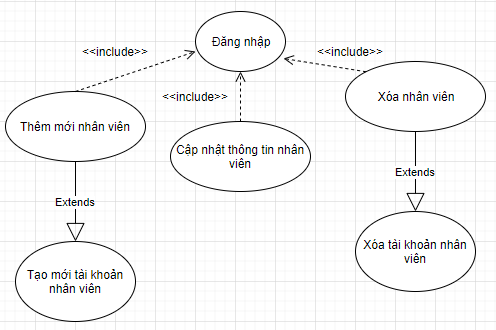 Đăng nhập
<<include>>
<<include>>
<<include>>
Thêm mới nhân viên
Cập nhật thông tin nhân
viên
Xóa nhân viên
Extends
Extends
Tạo mới tải khoản
nhân viên
Xóa tài khoản nhân
viên